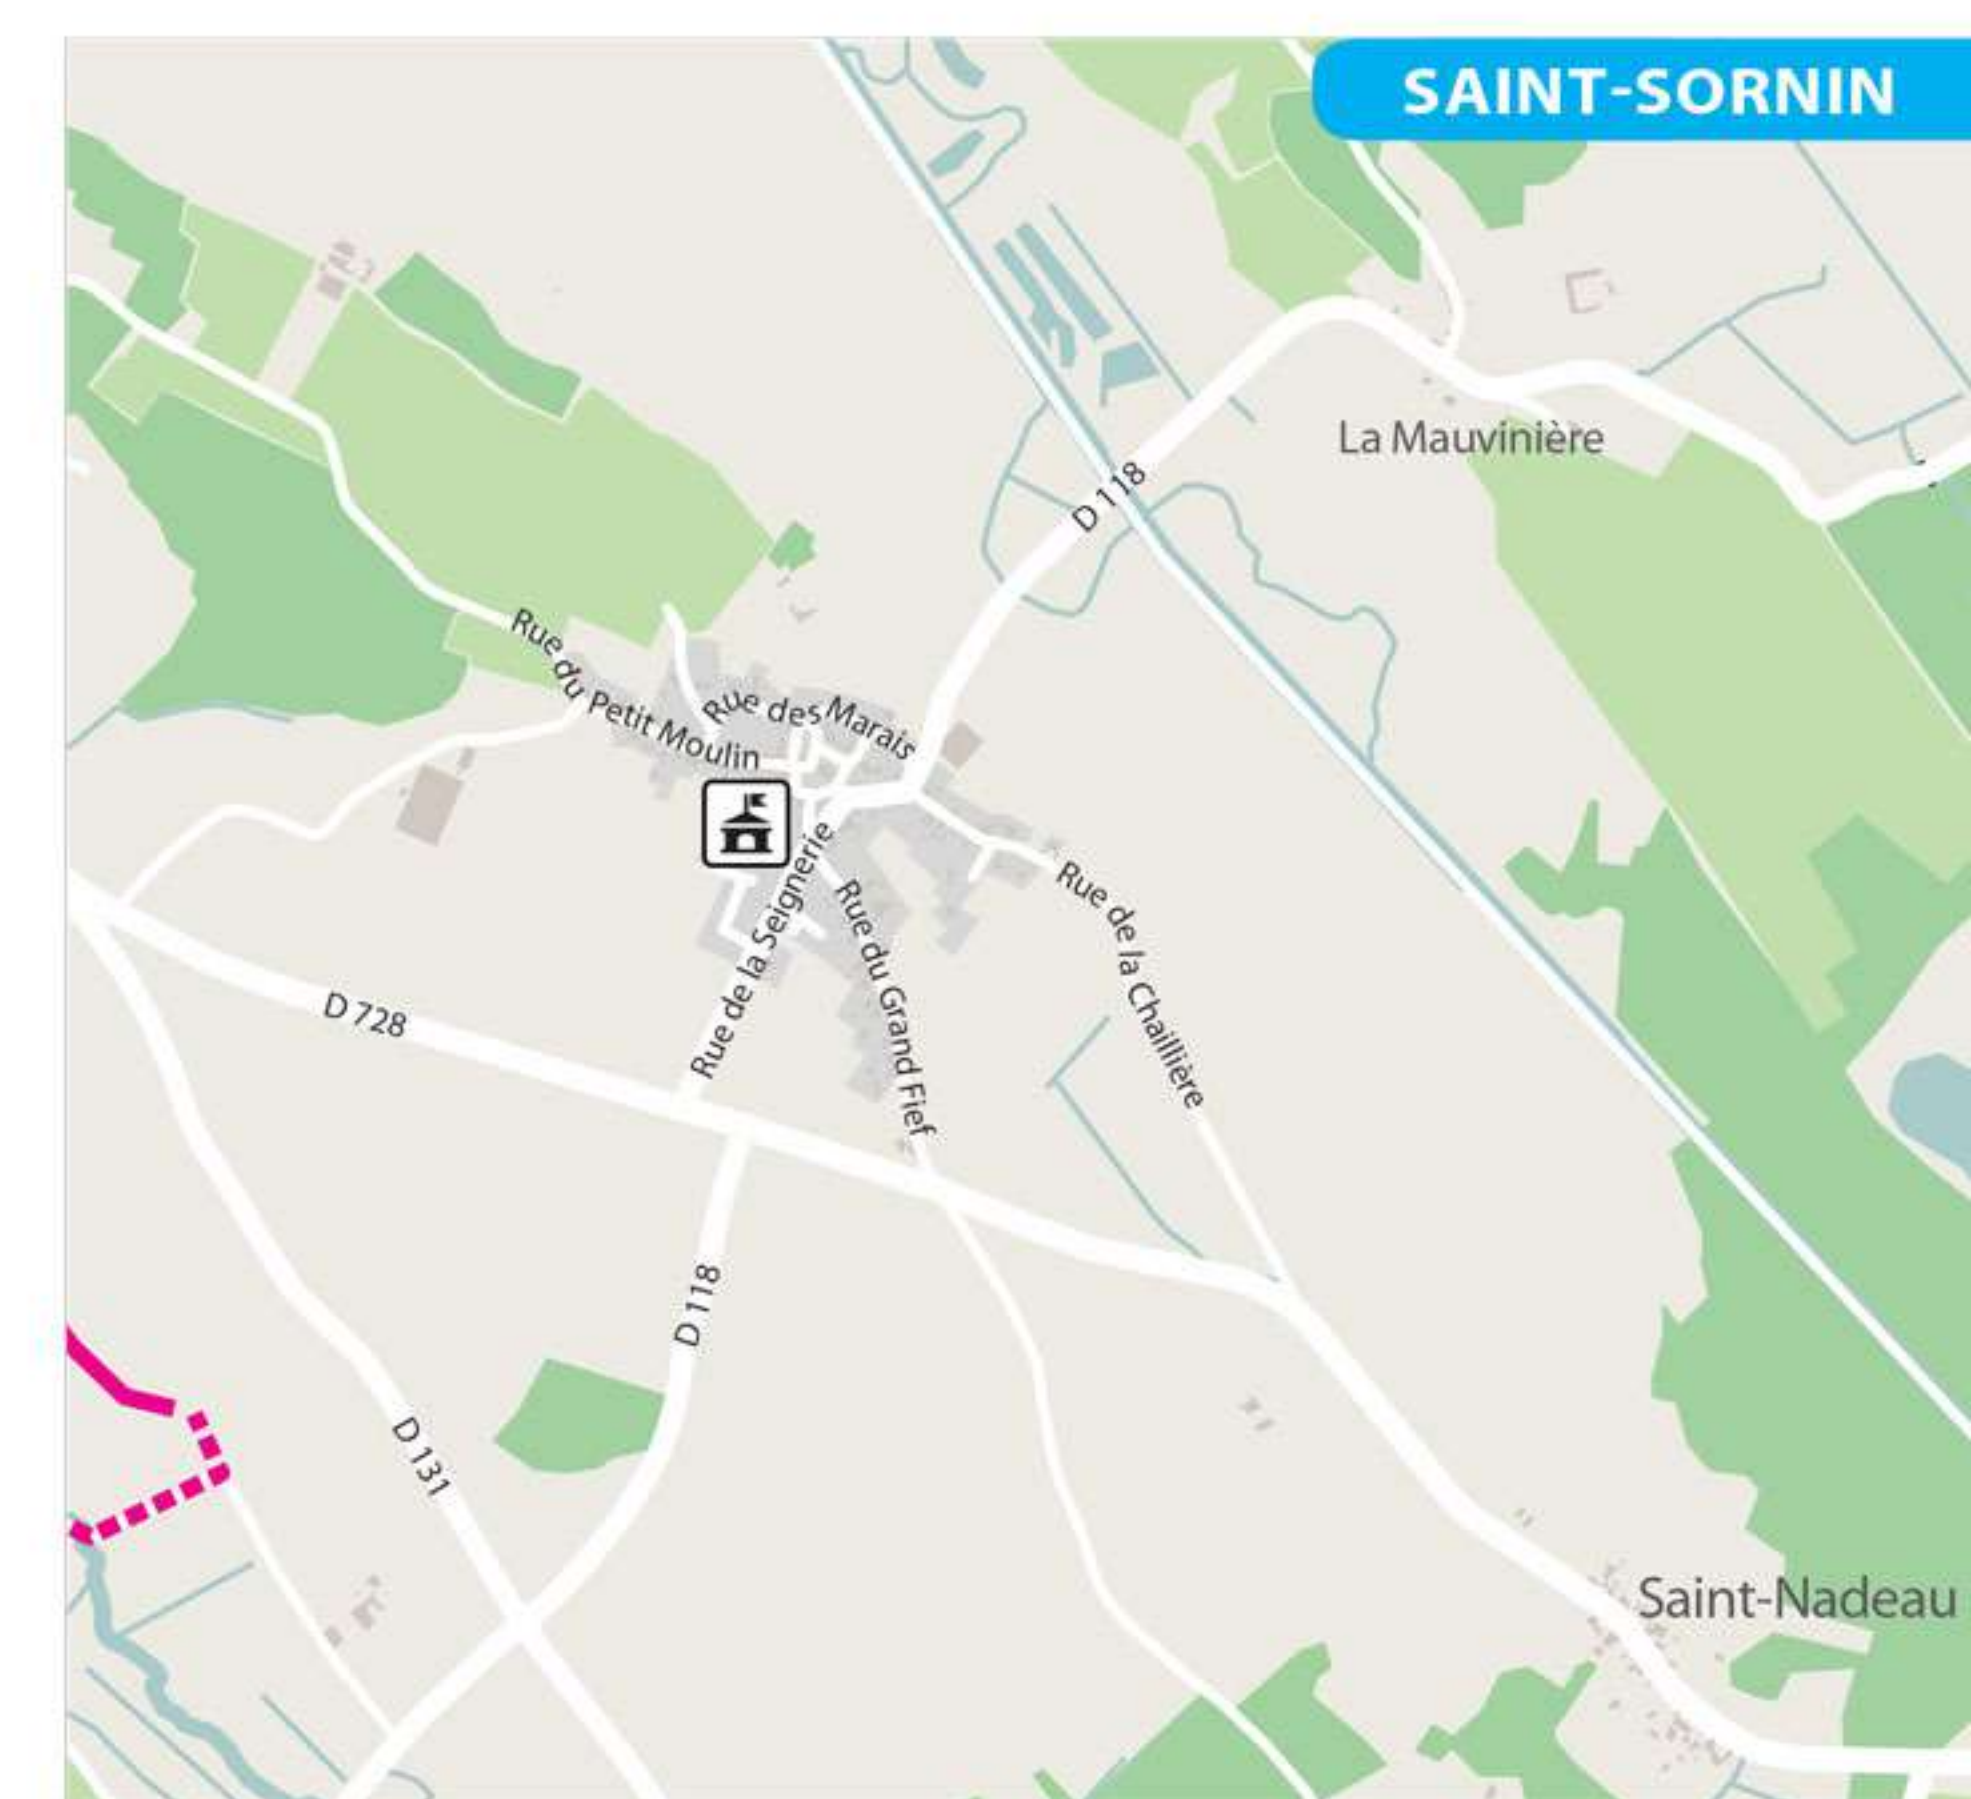 SAINT-SORNIN
La Mauvinière
D 118
Rue du Petit Moulin
Rue des Marais
Rue de la Seignerie
Rue du Grand Fief
Rue de la Chaillière
D 728
D 118
D 131
Saint-Nadeau